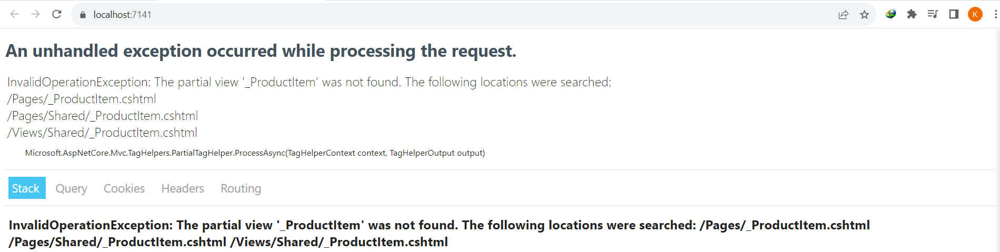 localhost:7141
K
An unhandled exception occurred while processing the request.
InvalidOperationException: The partial view '_ProductItem' was not found. The following locations were searched:
/Pages/_ProductItem.cshtml
/Pages/Shared/_ProductItem.cshtml
/Views/Shared/_ProductItem.cshtml
Microsoft.AspNetCore.Mvc.TagHelpers.PartialTagHelper.ProcessAsync(TagHelperContext context, TagHelperOutput output)
Stack Query Cookies Headers Routing
InvalidOperationException: The partial view '_ProductItem' was not found. The following locations were searched: /Pages/_ProductItem.cshtml
/Pages/Shared/_ProductItem.cshtml /Views/Shared/_ProductItem.cshtml